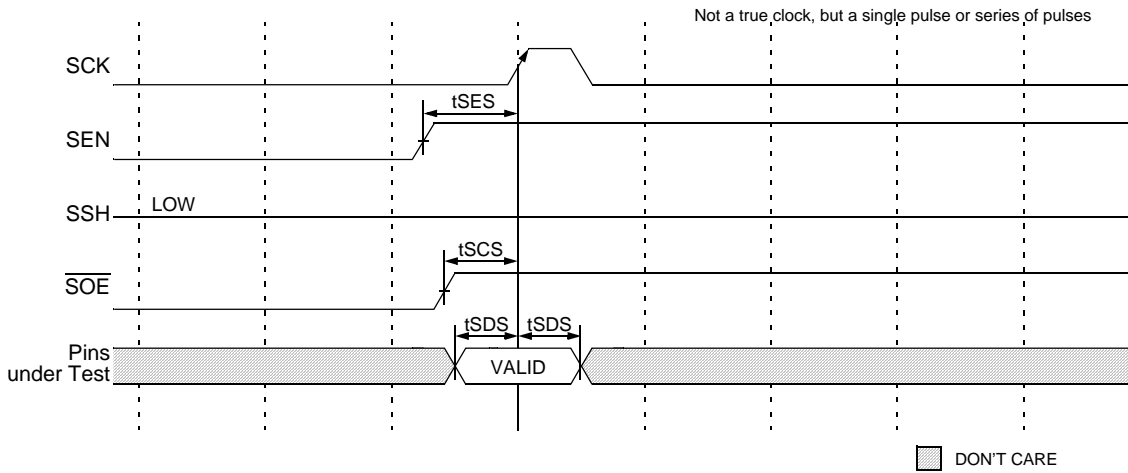 Not a true clock, but a single pulse or series of pulses
SCK
tSES
SEN
SSH LOW
tSCS
SOE
tSDS tSDS
Pins
under Test
VALID
DON'T CARE